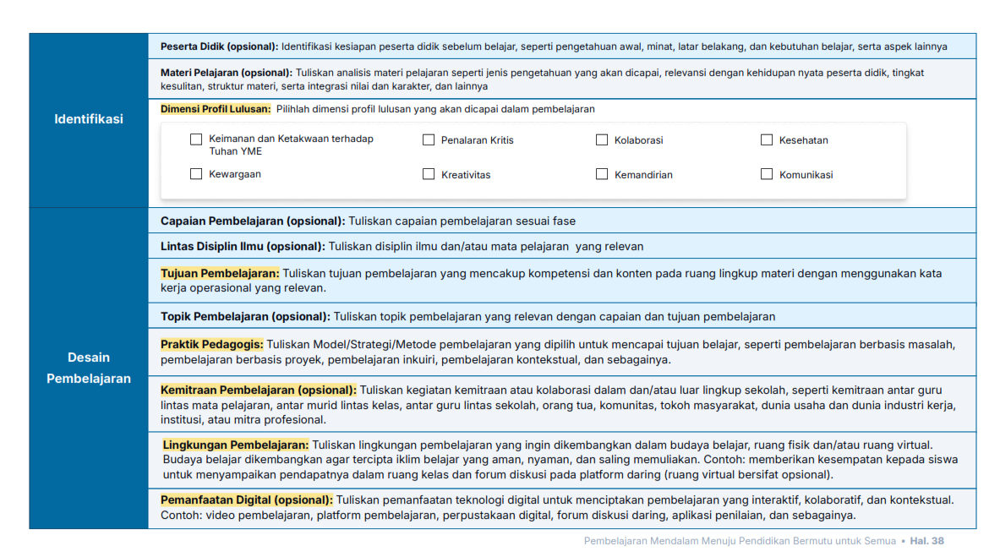 Identifikasi
Peserta Didik (opsional): Identifikasi kesiapan peserta didik sebelum belajar, seperti pengetahuan awal, minat, latar belakang, dan kebutuhan belajar, serta aspek lainnya
Materi Pelajaran (opsional): Tuliskan analisis materi pelajaran seperti jenis pengetahuan yang akan dicapai, relevansi dengan kehidupan nyata peserta didik, tingkat
kesulitan, struktur materi, serta integrasi nilai dan karakter, dan lainnya
Dimensi Profil Lulusan: Pilihlah dimensi profil lulusan yang akan dicapai dalam pembelajaran
Keimanan dan Ketakwaan terhadap
Tuhan YME
Penalaran Kritis
Kolaborasi
Kesehatan
Kewargaan
Kreativitas
Kemandirian
Komunikasi
Desain
Pembelajaran
Capaian Pembelajaran (opsional): Tuliskan capaian pembelajaran sesuai fase
Lintas Disiplin Ilmu (opsional): Tuliskan disiplin ilmu dan/atau mata pelajaran yang relevan
Tujuan Pembelajaran: Tuliskan tujuan pembelajaran yang mencakup kompetensi dan konten pada ruang lingkup materi dengan menggunakan kata
kerja operasional yang relevan.
Topik Pembelajaran (opsional): Tuliskan topik pembelajaran yang relevan dengan capaian dan tujuan pembelajaran
Praktik Pedagogis: Tuliskan Model/Strategi/Metode pembelajaran yang dipilih untuk mencapai tujuan belajar, seperti pembelajaran berbasis masalah,
pembelajaran berbasis proyek, pembelajaran inkuiri, pembelajaran kontekstual, dan sebagainya.
Kemitraan Pembelajaran (opsional): Tuliskan kegiatan kemitraan atau kolaborasi dalam dan/atau luar lingkup sekolah, seperti kemitraan antar guru
lintas mata pelajaran, antar murid lintas kelas, antar guru lintas sekolah, orang tua, komunitas, tokoh masyarakat, dunia usaha dan dunia industri kerja,
institusi, atau mitra profesional.
Lingkungan Pembelajaran: Tuliskan lingkungan pembelajaran yang ingin dikembangkan dalam budaya belajar, ruang fisik dan/atau ruang virtual.
Budaya belajar dikembangkan agar tercipta iklim belajar yang aman, nyaman, dan saling memuliakan. Contoh: memberikan kesempatan kepada siswa
untuk menyampaikan pendapatnya dalam ruang kelas dan forum diskusi pada platform daring (ruang virtual bersifat opsional).
Pemanfaatan Digital (opsional): Tuliskan pemanfaatan teknologi digital untuk menciptakan pembelajaran yang interaktif, kolaboratif, dan kontekstual.
Contoh: video pembelajaran, platform pembelajaran, perpustakaan digital, forum diskusi daring, aplikasi penilaian, dan sebagainya.
Pembelajaran Mendalam Menuju Pendidikan Bermutu untuk Semua • Hal. 38